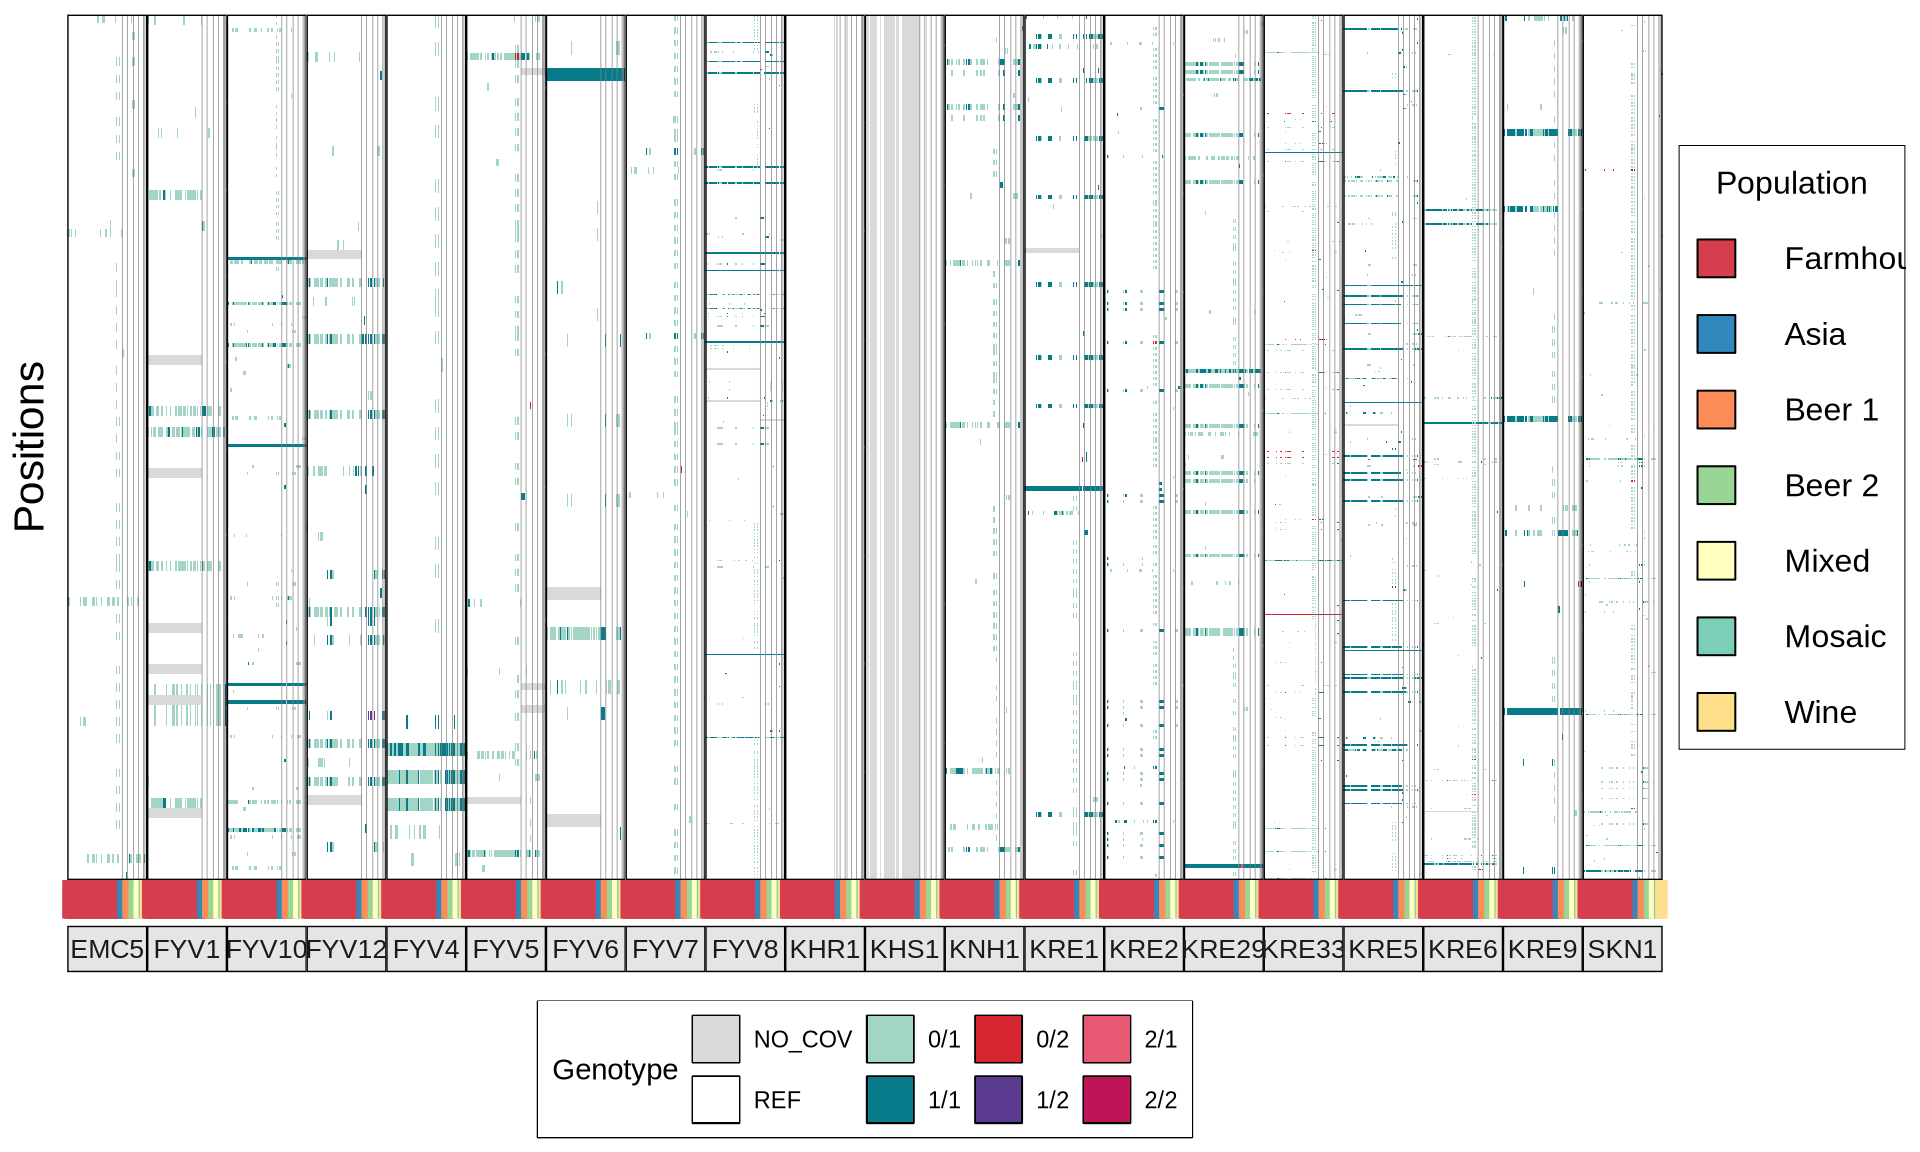 Positions
Population
Farmhou
Asia
Beer 1
Beer 2
Mixed
Mosaic
Wine
EMC5 FYV1 FYV10 FYV12 FYV4 FYV5 FYV6 FYV7 FYV8 KHR1 KHS1 KNH1 KRE1 KRE2 KRE29 KRE33 KRE5 KRE6 KRE9 SKN1
Genotype
NO_COV 0/1 0/2 2/1
REF 1/1 1/2 2/2